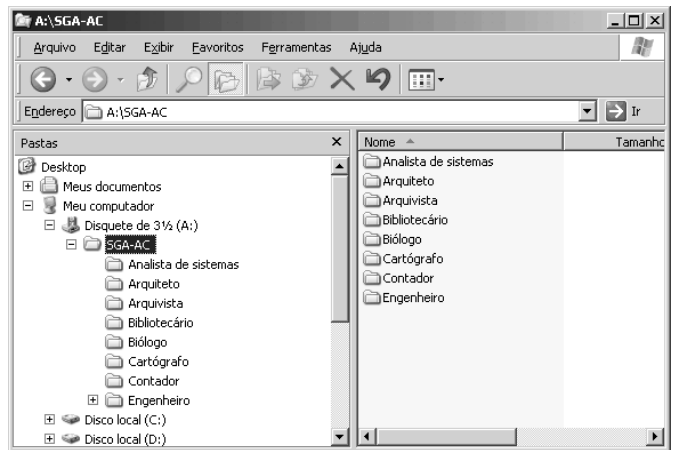 A:\SGA-AC
Arquivo Editar Exibir Favoritos Ferramentas Ajuda
Endereço A:\SGA-AC Ir
Pastas
Desktop
Meus documentos
Meu computador
Disquete de 3½ (A:)
SGA-AC
Analista de sistemas
Arquiteto
Arquivista
Bibliotecário
Biólogo
Cartógrafo
Contador
Engenheiro
Disco local (C:)
Disco local (D:)
Nome Tamanho
Analista de sistemas
Arquiteto
Arquivista
Bibliotecário
Biólogo
Cartógrafo
Contador
Engenheiro